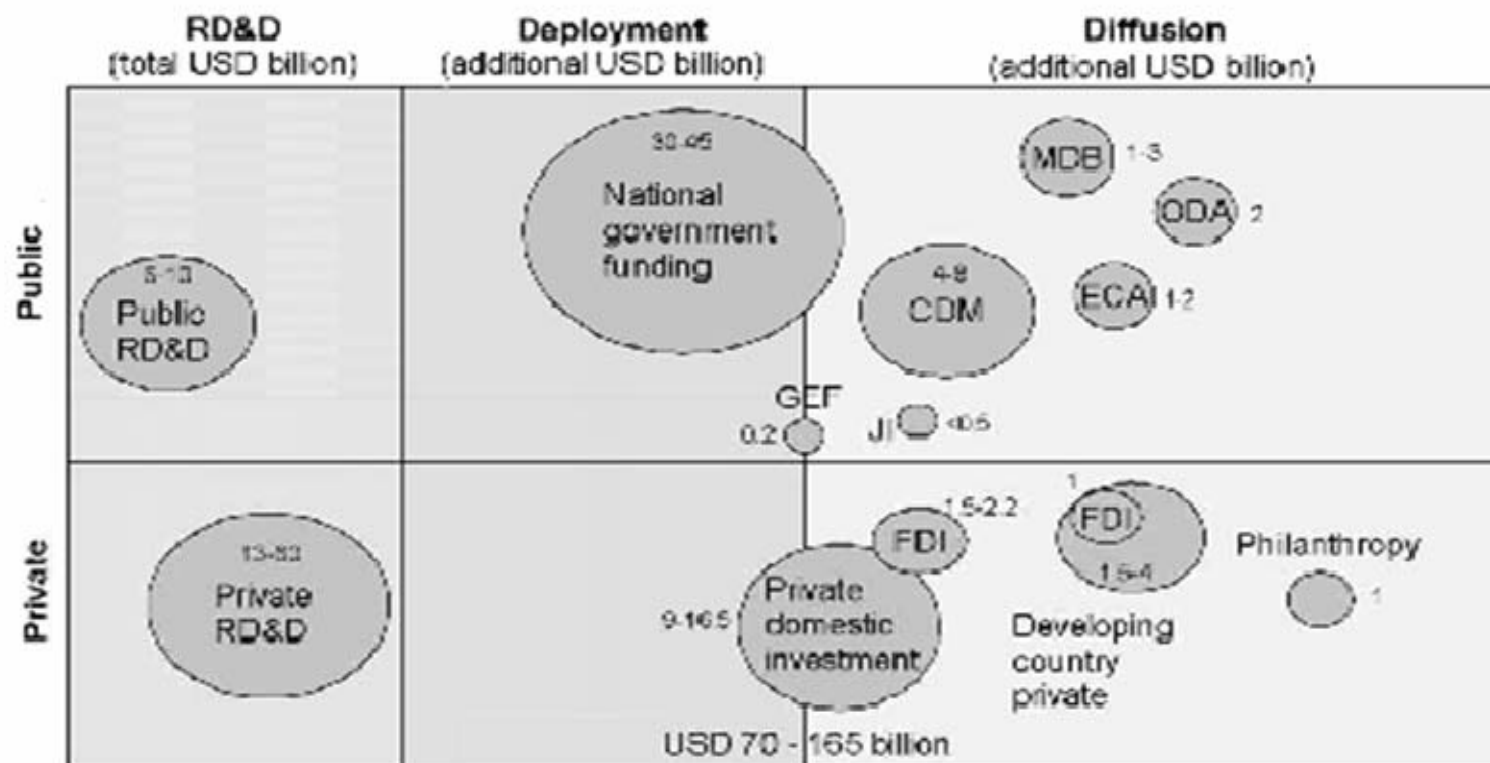 RD&D
(total USD billion)
Deployment
(additional USD billion)
Diffusion
(additional USD billion)
Public
30-45
National
government
funding
MDB
1-3
ODA
2
Public
RD&D
4-8
CDM
ECA
1-2
GEF
0.2
JI
<0.5
Private
Private
RD&D
9-16.5
Private
domestic
investment
FDI
1.5-2.2
1
FDI
1.5-4
Developing
country
private
Philanthropy
1
USD 70 - 165 billion